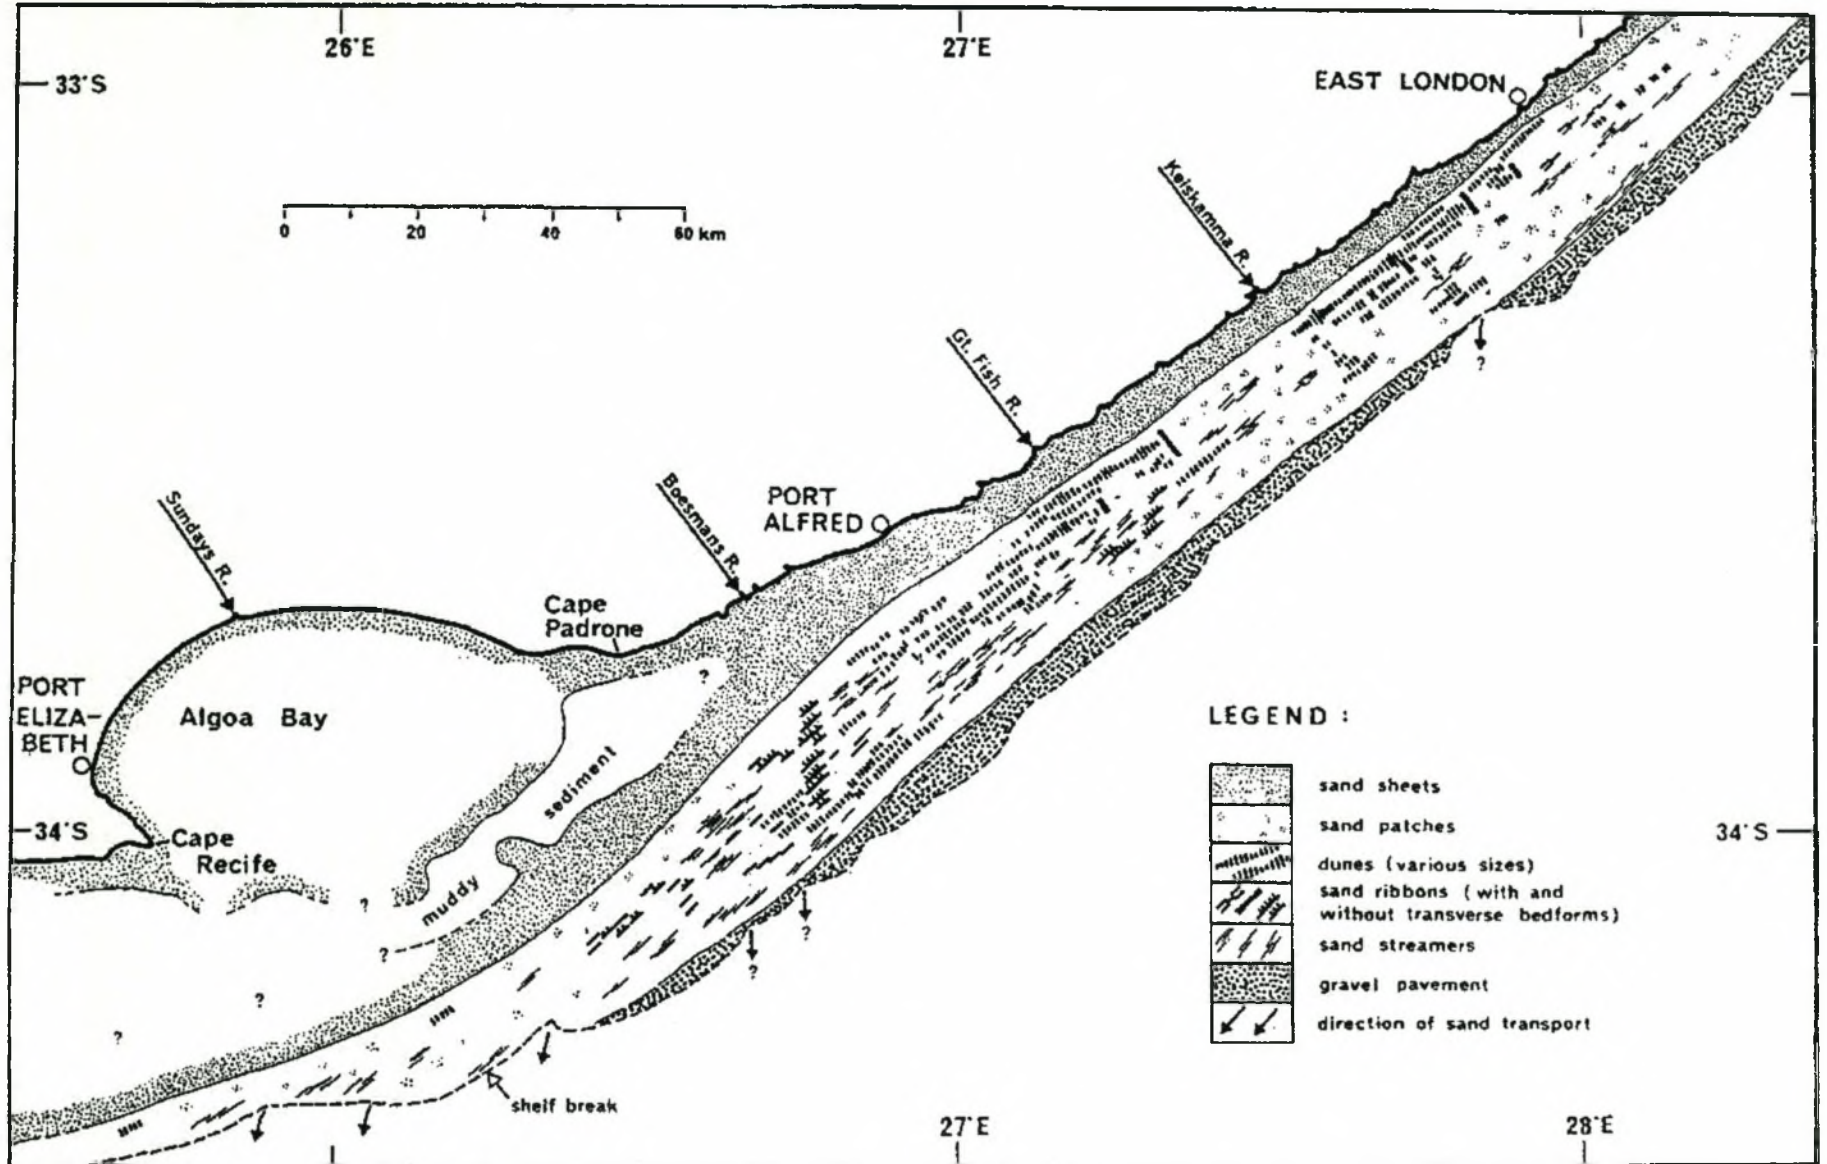 26°E
27°E
33°S
EAST LONDON
0 20 40 60 km
Keiskamma R.
Gt. Fish R.
?
Boesmans R.
PORT
ALFRED
Sundays R.
Cape
Padrone
?
PORT
ELIZA-
BETH
Algoa Bay
sediment
LEGEND :
sand sheets
sand patches
dunes (various sizes)
sand ribbons (with and
without transverse bedforms)
sand streamers
gravel pavement
direction of sand transport
34°S
34°S
Cape
Recife
muddy
?
?
?
?
?
?
shelf break
27°E
28°E